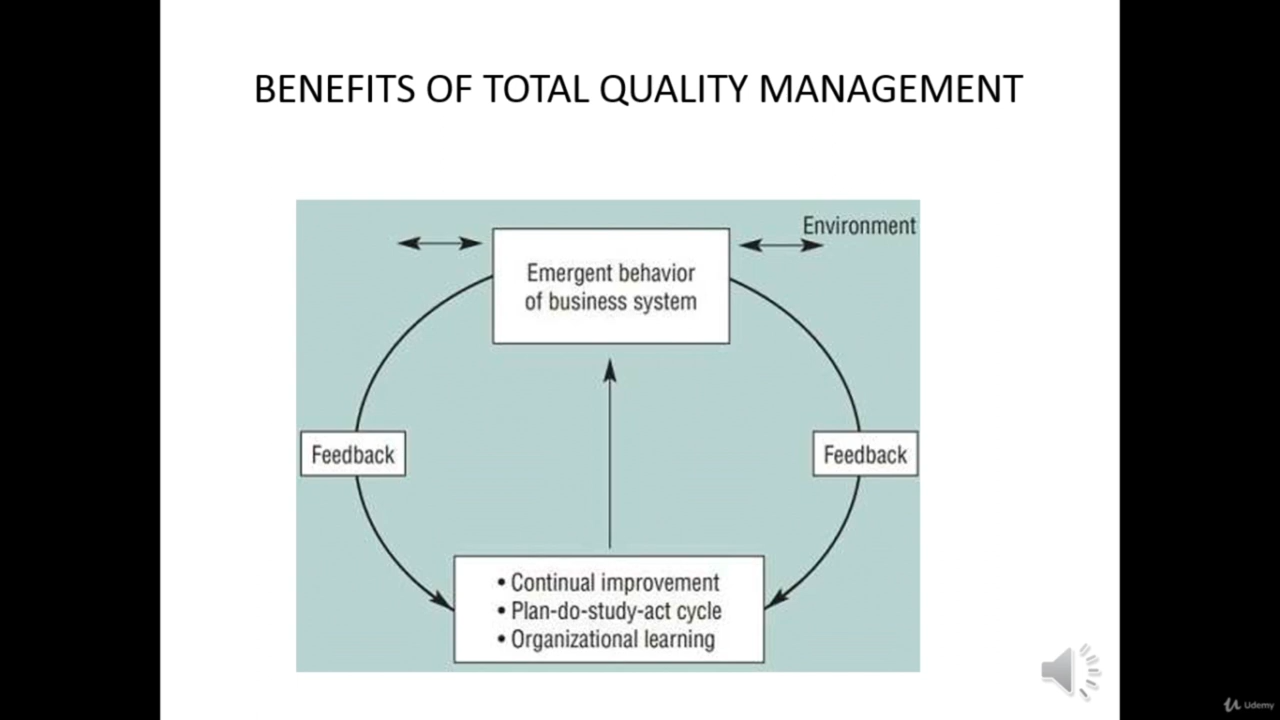 BENEFITS OF TOTAL QUALITY MANAGEMENT
Environment
Emergent behavior
of business system
Feedback
Feedback
• Continual improvement
• Plan-do-study-act cycle
• Organizational learning
Udemy